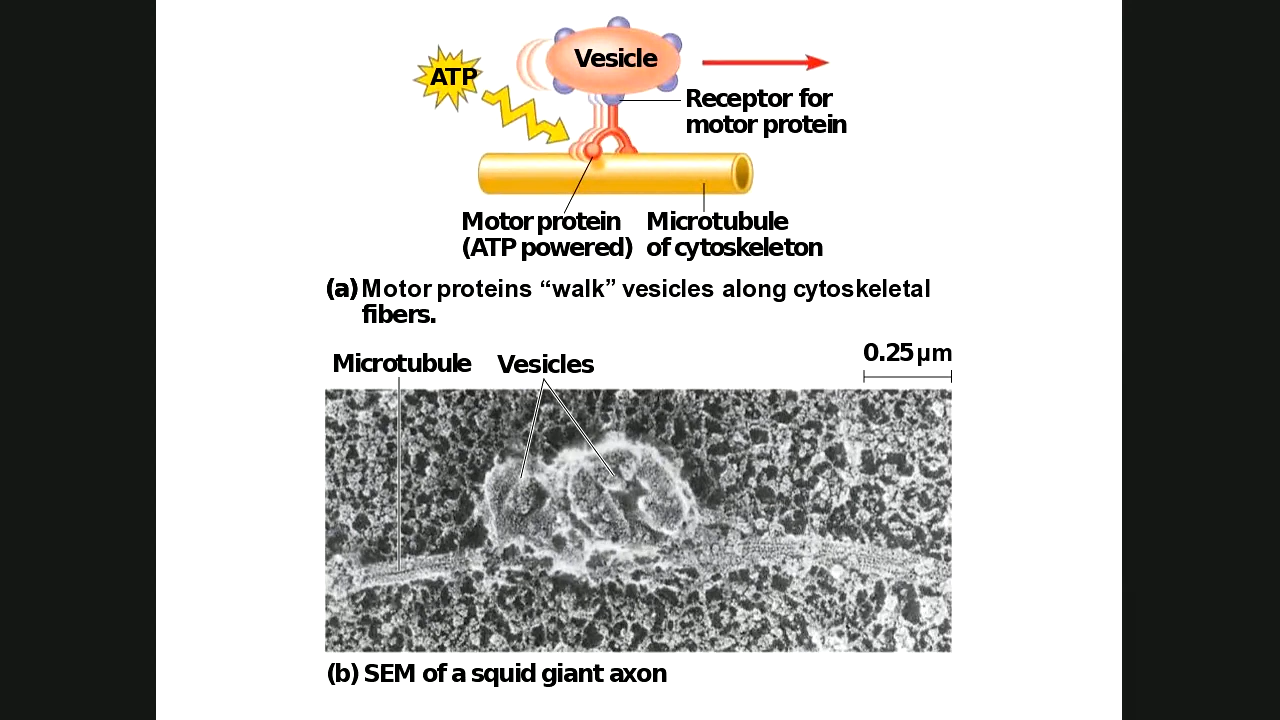 Vesicle
ATP
Receptor for
motor protein
Motor protein
(ATP powered)
Microtubule
of cytoskeleton
(a) Motor proteins “walk” vesicles along cytoskeletal
fibers.
Microtubule
Vesicles
0.25 µm
(b) SEM of a squid giant axon